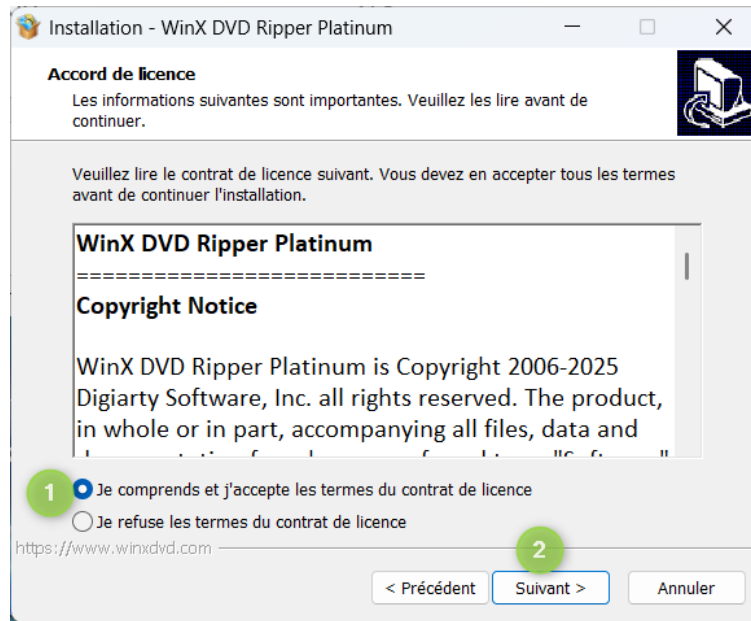 Installation - WinX DVD Ripper Platinum
Accord de licence
Les informations suivantes sont importantes. Veuillez les lire avant de
continuer.
Veuillez lire le contrat de licence suivant. Vous devez en accepter tous les termes
avant de continuer l'installation.
WinX DVD Ripper Platinum
===========================
Copyright Notice
WinX DVD Ripper Platinum is Copyright 2006-2025
Digiarty Software, Inc. all rights reserved. The product,
in whole or in part, accompanying all files, data and
1 Je comprends et j'accepte les termes du contrat de licence
Je refuse les termes du contrat de licence
https://www.winxdvd.com
2
< Précédent Suivant > Annuler